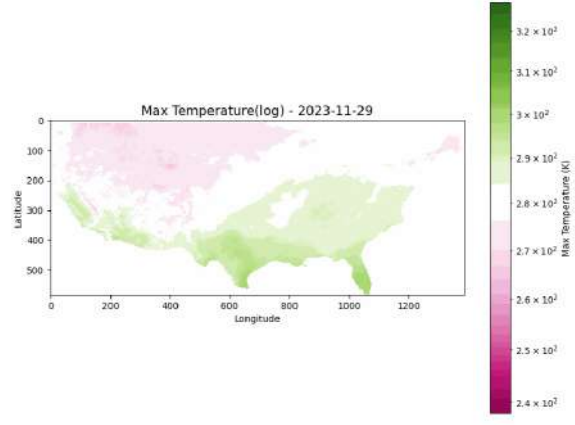 Max Temperature(log) - 2023-11-29
0
100
200
300
400
500
Latitude
0 200 400 600 800 1000 1200
Longitude
3.2 × 10²
3.1 × 10²
3 × 10²
2.9 × 10²
2.8 × 10²
2.7 × 10²
2.6 × 10²
2.5 × 10²
2.4 × 10²
Max Temperature (K)